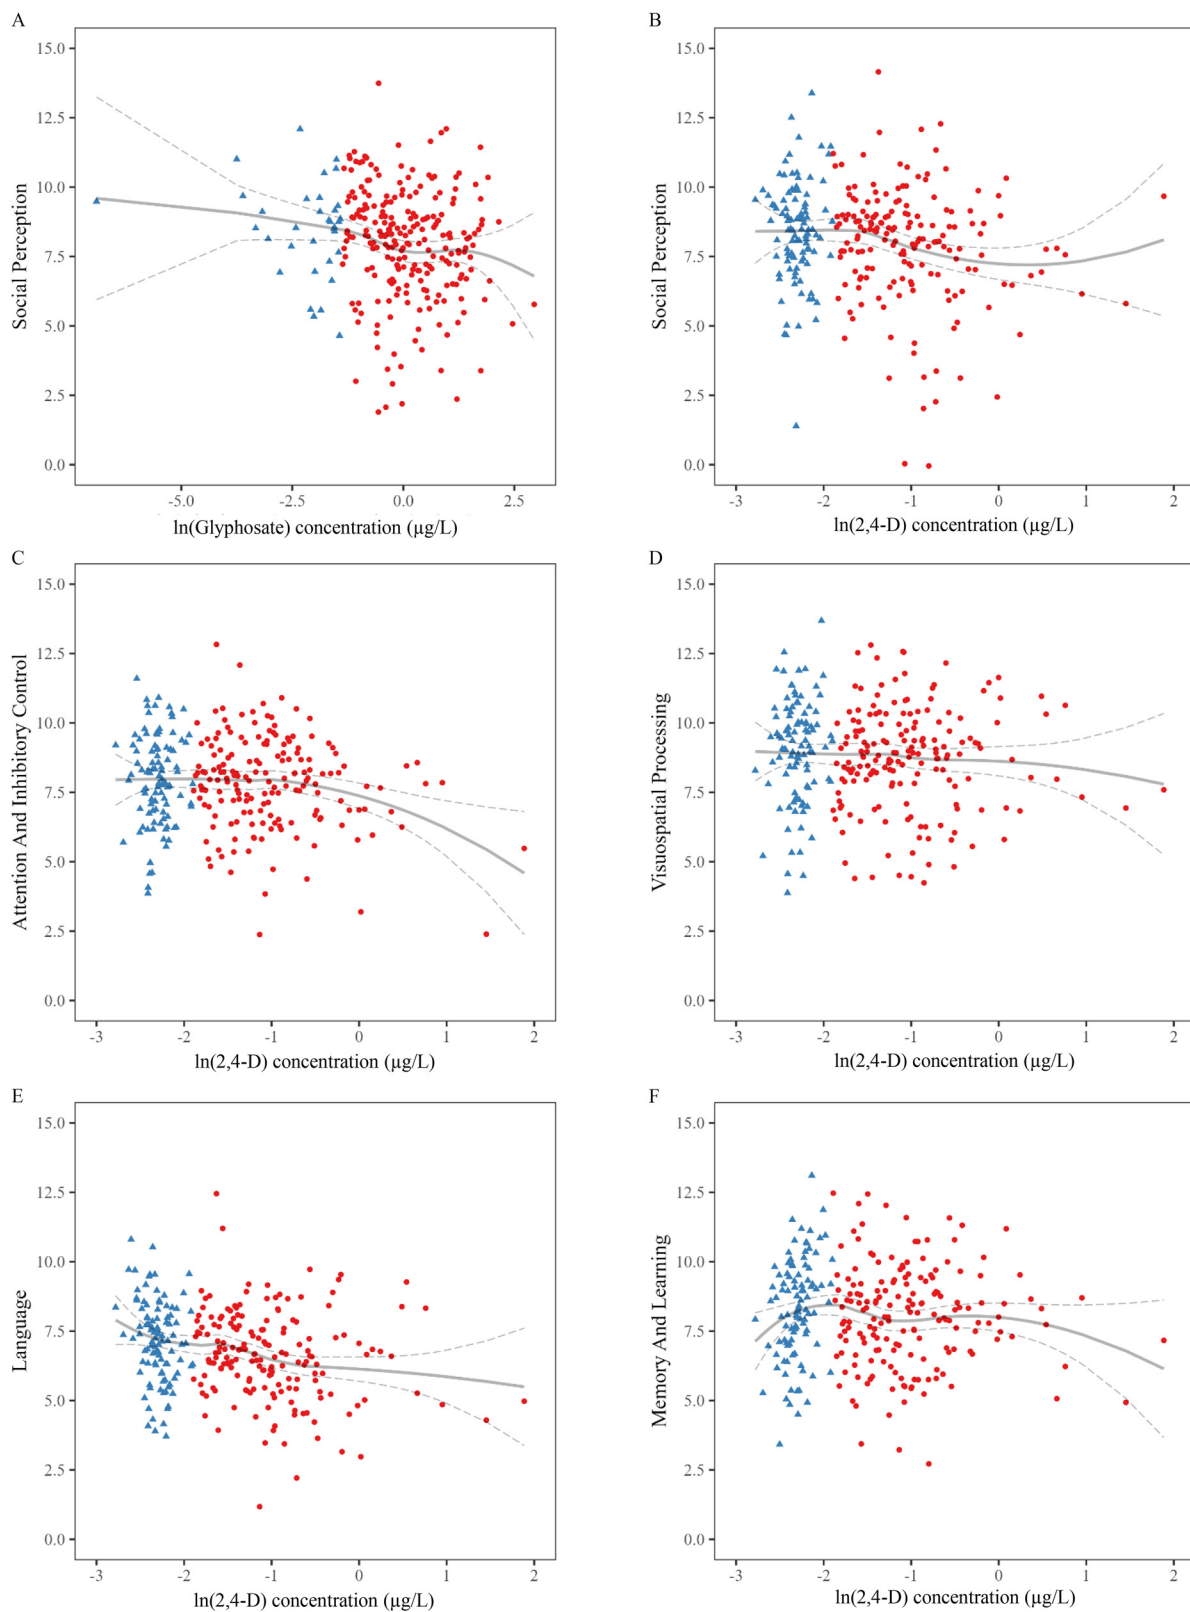 A
15.0
12.5
10.0
7.5
5.0
2.5
0.0
Social Perception
-5.0 -2.5 0.0 2.5
ln(Glyphosate) concentration (µg/L)
B
15.0
12.5
10.0
7.5
5.0
2.5
0.0
Social Perception
-3 -2 -1 0 1 2
ln(2,4-D) concentration (µg/L)
C
15.0
12.5
10.0
7.5
5.0
2.5
0.0
Attention And Inhibitory Control
-3 -2 -1 0 1 2
ln(2,4-D) concentration (µg/L)
D
15.0
12.5
10.0
7.5
5.0
2.5
0.0
Visuospatial Processing
-3 -2 -1 0 1 2
ln(2,4-D) concentration (µg/L)
E
15.0
12.5
10.0
7.5
5.0
2.5
0.0
Language
-3 -2 -1 0 1 2
ln(2,4-D) concentration (µg/L)
F
15.0
12.5
10.0
7.5
5.0
2.5
0.0
Memory And Learning
-3 -2 -1 0 1 2
ln(2,4-D) concentration (µg/L)